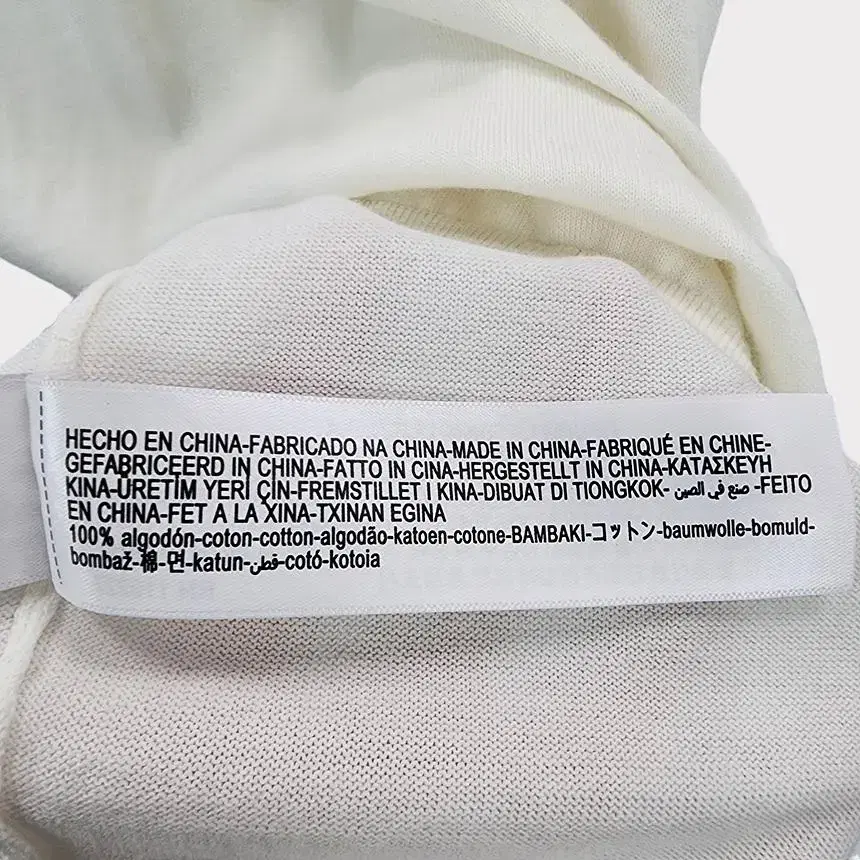 HECHO EN CHINA-FABRICADO NA CHINA-MADE IN CHINA-FABRIQUÉ EN CHINE-
GEFABRICEERD IN CHINA-FATTO IN CINA-HERGESTELLT IN CHINA-ΚΑΤΑΣΚΕΥΗ
KINA-ÜRETİM YERİ ÇİN-FREMSTILLET I KINA-DIBUAT DI TIONGKOK- صنع في الصين -FEITO
EN CHINA-FET A LA XINA-TXINAN EGINA
100% algodón-coton-cotton-algodão-katoen-cotone-BAMBAKI-コットン-baumwolle-bomuld-
bombaž-棉-면-katun-قطن-cotó-kotoia